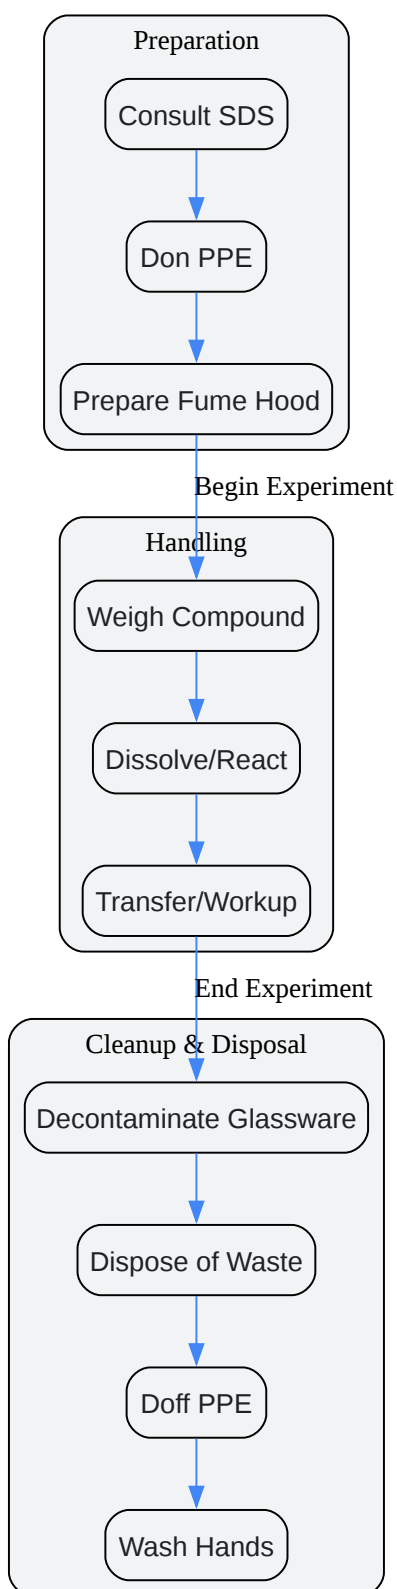 Preparation
Consult SDS
Don PPE
Prepare Fume Hood
Begin Experiment
Handling
Weigh Compound
Dissolve/React
Transfer/Workup
End Experiment
Cleanup & Disposal
Decontaminate Glassware
Dispose of Waste
Doff PPE
Wash Hands